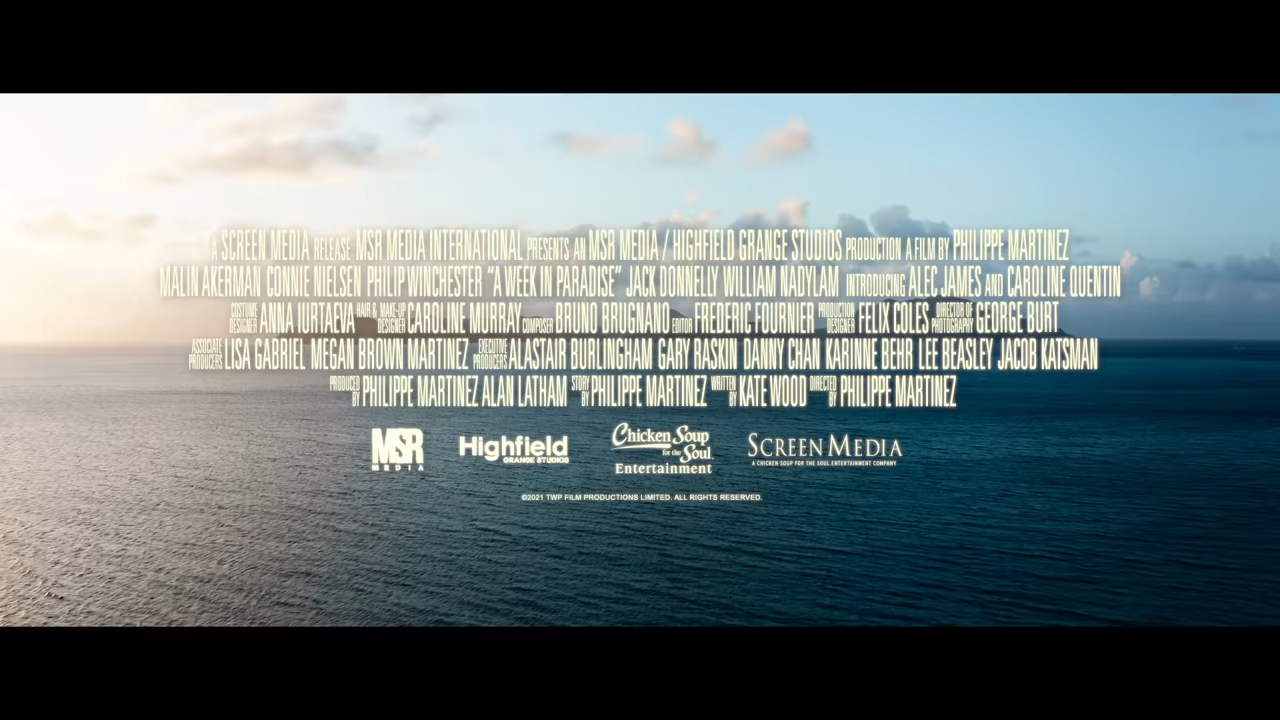 A SCREEN MEDIA RELEASE MSR MEDIA INTERNATIONAL PRESENTS AN MSR MEDIA / HIGHFIELD GRANGE STUDIOS PRODUCTION A FILM BY PHILIPPE MARTINEZ
MALIN AKERMAN CONNIE NIELSEN PHILIP WINCHESTER "A WEEK IN PARADISE" JACK DONNELLY WILLIAM NADYLAM INTRODUCING ALEC JAMES AND CAROLINE QUENTIN
COSTUME DESIGNER ANNA IURTAEVA HAIR & MAKE-UP DESIGNER CAROLINE MURRAY COMPOSER BRUNO BRUGNANO EDITOR FREDERIC FOURNIER PRODUCTION DESIGNER FELIX COLES DIRECTOR OF PHOTOGRAPHY GEORGE BURT
ASSOCIATE PRODUCERS LISA GABRIEL MEGAN BROWN MARTINEZ EXECUTIVE PRODUCERS ALASTAIR BURLINGHAM GARY RASKIN DANNY CHAN KARINNE BEHR LEE BEASLEY JACOB KATSMAN
PRODUCED BY PHILIPPE MARTINEZ ALAN LATHAM STORY BY PHILIPPE MARTINEZ WRITTEN BY KATE WOOD DIRECTED BY PHILIPPE MARTINEZ
MSR MEDIA
Highfield GRANGE STUDIOS
Chicken Soup for the Soul Entertainment
SCREEN MEDIA
A CHICKEN SOUP FOR THE SOUL ENTERTAINMENT COMPANY
©2021 TWP FILM PRODUCTIONS LIMITED. ALL RIGHTS RESERVED.